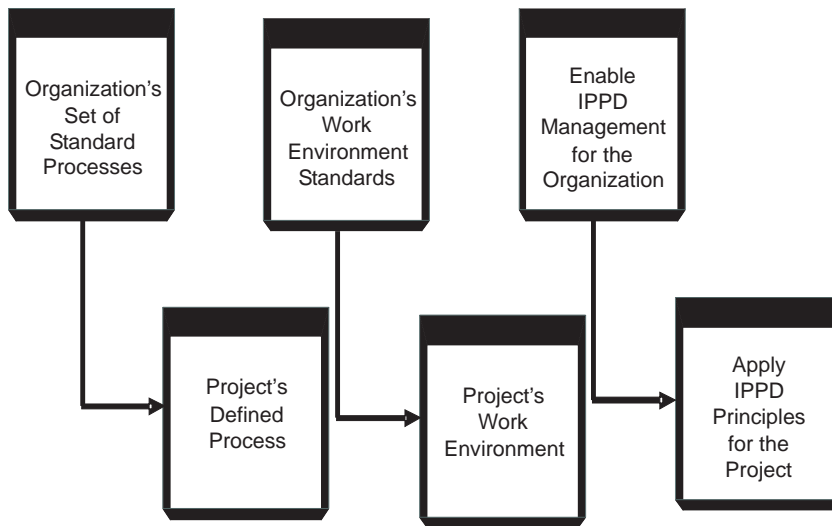 Organization's
Set of
Standard
Processes
Organization's
Work
Environment
Standards
Enable
IPPD
Management
for the
Organization
Project's
Defined
Process
Project's
Work
Environment
Apply
IPPD
Principles
for the
Project